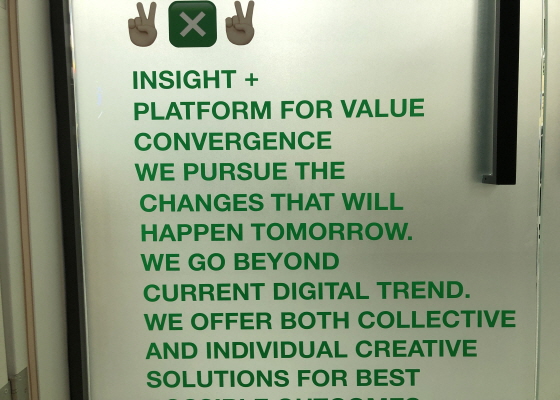 ✌❎✌
INSIGHT +
PLATFORM FOR VALUE
CONVERGENCE
WE PURSUE THE
CHANGES THAT WILL
HAPPEN TOMORROW.
WE GO BEYOND
CURRENT DIGITAL TREND.
WE OFFER BOTH COLLECTIVE
AND INDIVIDUAL CREATIVE
SOLUTIONS FOR BEST